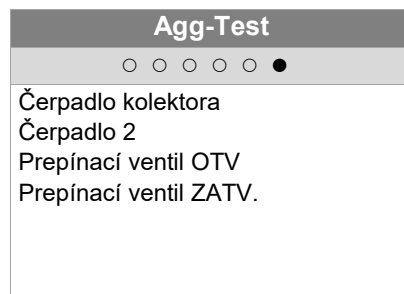 Agg-Test
Čerpadlo kolektora
Čerpadlo 2
Prepínací ventil OTV
Prepínací ventil ZATV.